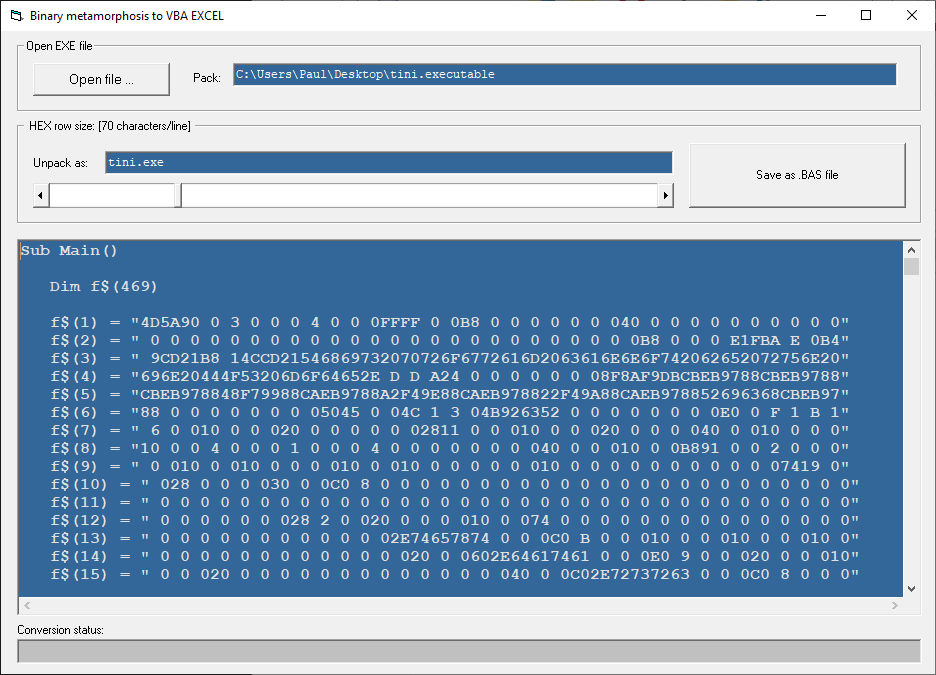 Binary metamorphosis to VBA EXCEL
Open EXE file
Open file ...
Pack:
C:\Users\Paul\Desktop\tini.executable
HEX row size: [70 characters/line]
Unpack as:
tini.exe
Save as .BAS file
Sub Main()
Dim f$(469)
f$(1) = "4D5A90 0 3 0 0 0 4 0 0 0FFFF 0 0B8 0 0 0 0 0 0 040 0 0 0 0 0 0 0 0 0 0"
f$(2) = " 0 0 0 0 0 0 0 0 0 0 0 0 0 0 0 0 0 0 0 0 0 0 0 0 0B8 0 0 0 E1FBA E 0B4"
f$(3) = " 9CD21B8 14CCD21546869732070726F6772616D2063616E6E6F742062652072756E20"
f$(4) = "696E20444F53206D6F64652E D D A24 0 0 0 0 0 0 08F8AF9DBCBEB9788CBEB9788"
f$(5) = "CBEB978848F79988CAEB9788A2F49E88CAEB978822F49A88CAEB978852696368CBEB97"
f$(6) = "88 0 0 0 0 0 0 0 05045 0 04C 1 3 04B926352 0 0 0 0 0 0 0 0E0 0 F 1 B 1"
f$(7) = " 6 0 010 0 0 020 0 0 0 0 0 02811 0 0 010 0 0 020 0 0 0 040 0 010 0 0 0"
f$(8) = "10 0 0 4 0 0 0 1 0 0 0 4 0 0 0 0 0 0 0 040 0 0 010 0 0B891 0 0 2 0 0 0"
f$(9) = " 0 010 0 010 0 0 0 010 0 010 0 0 0 0 0 010 0 0 0 0 0 0 0 0 0 0 07419 0"
f$(10) = " 028 0 0 0 030 0 0C0 8 0 0 0 0 0 0 0 0 0 0 0 0 0 0 0 0 0 0 0 0 0 0 0 0"
f$(11) = " 0 0 0 0 0 0 0 0 0 0 0 0 0 0 0 0 0 0 0 0 0 0 0 0 0 0 0 0 0 0 0 0 0 0 0"
f$(12) = " 0 0 0 0 0 0 028 2 0 020 0 0 0 010 0 074 0 0 0 0 0 0 0 0 0 0 0 0 0 0 0"
f$(13) = " 0 0 0 0 0 0 0 0 0 0 0 02E74657874 0 0 0C0 B 0 0 010 0 0 010 0 0 010 0"
f$(14) = " 0 0 0 0 0 0 0 0 0 0 0 0 020 0 0602E64617461 0 0 0E0 9 0 0 020 0 0 010"
f$(15) = " 0 0 020 0 0 0 0 0 0 0 0 0 0 0 0 0 040 0 0C02E72737263 0 0 0C0 8 0 0 0"
Conversion status: